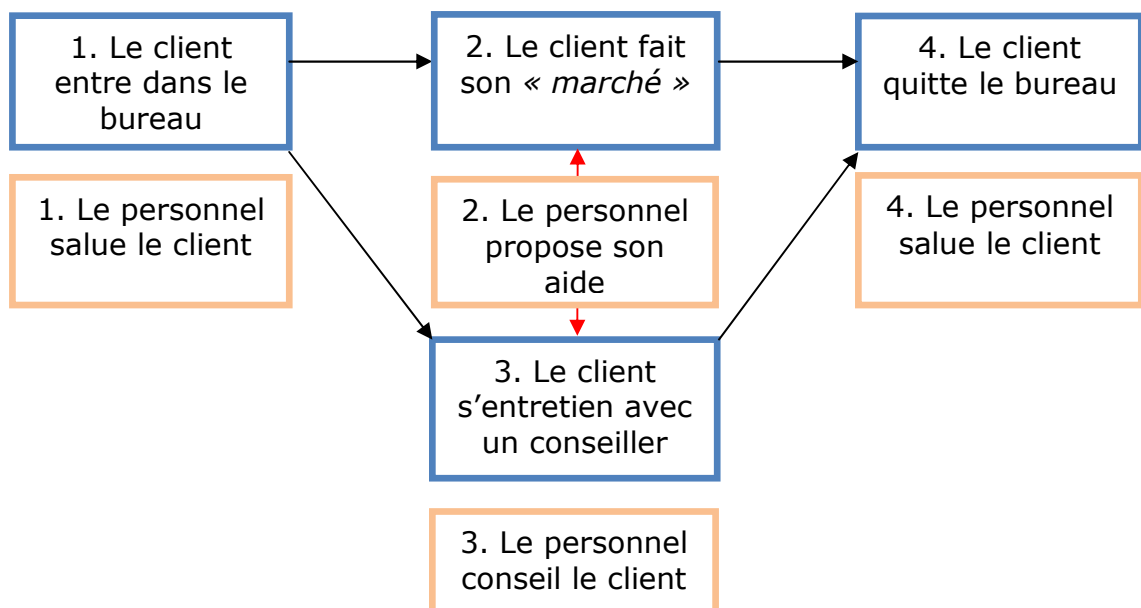 1. Le client
entre dans le
bureau
2. Le client fait
son « marché »
4. Le client
quitte le bureau
1. Le personnel
salue le client
2. Le personnel
propose son
aide
4. Le personnel
salue le client
3. Le client
s’entretien avec
un conseiller
3. Le personnel
conseil le client